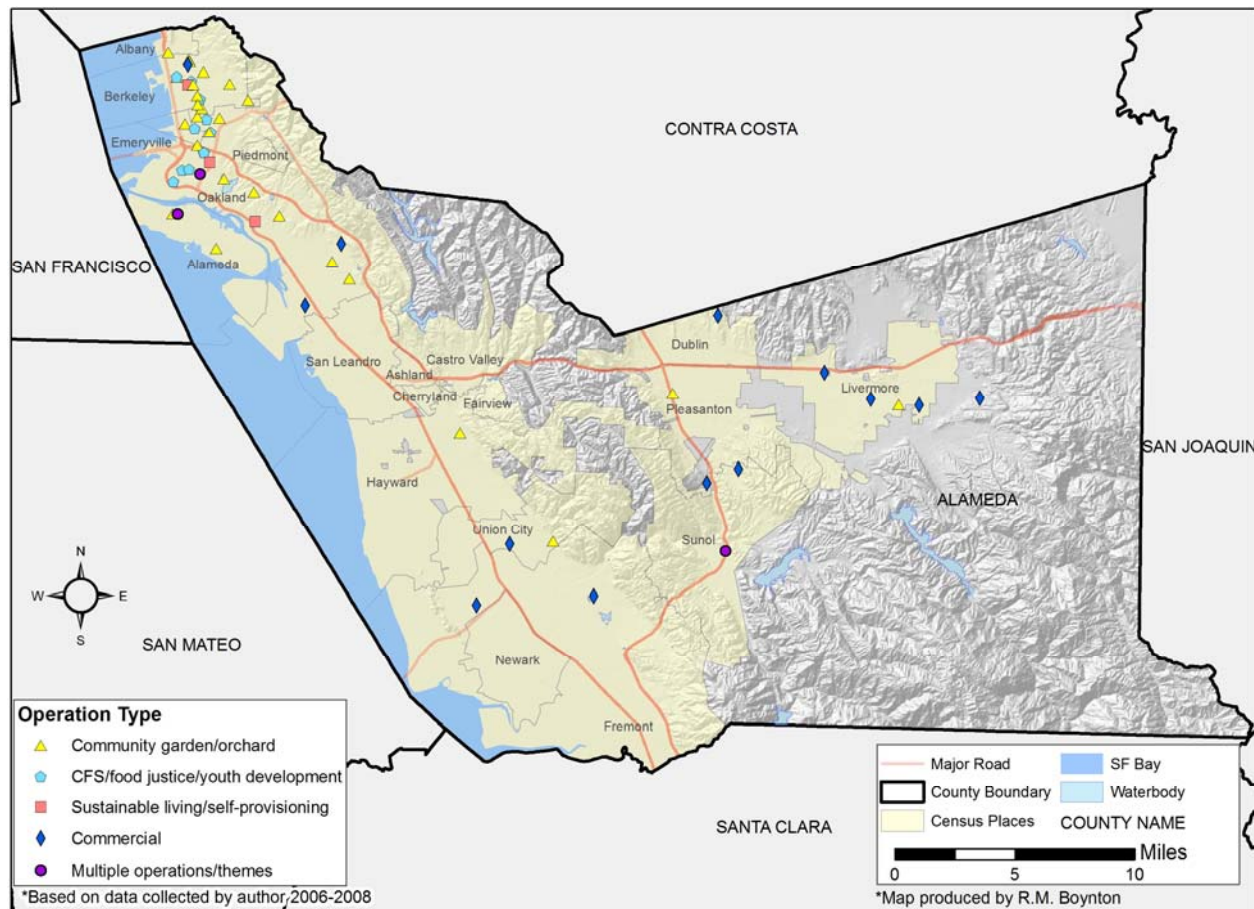 Albany
Berkeley
Emeryville
Piedmont
Oakland
Alameda
SAN FRANCISCO
CONTRA COSTA
San Leandro
Castro Valley
Ashland
Cherryland
Fairview
Dublin
Livermore
Pleasanton
Hayward
SAN JOAQUIN
ALAMEDA
Union City
Sunol
N
W
E
S
SAN MATEO
Newark
Fremont
SANTA CLARA
Operation Type
Community garden/orchard
CFS/food justice/youth development
Sustainable living/self-provisioning
Commercial
Multiple operations/themes
*Based on data collected by author 2006-2008
Major Road
County Boundary
Census Places
SF Bay
Waterbody
COUNTY NAME
Miles
0 5 10
*Map produced by R.M. Boynton